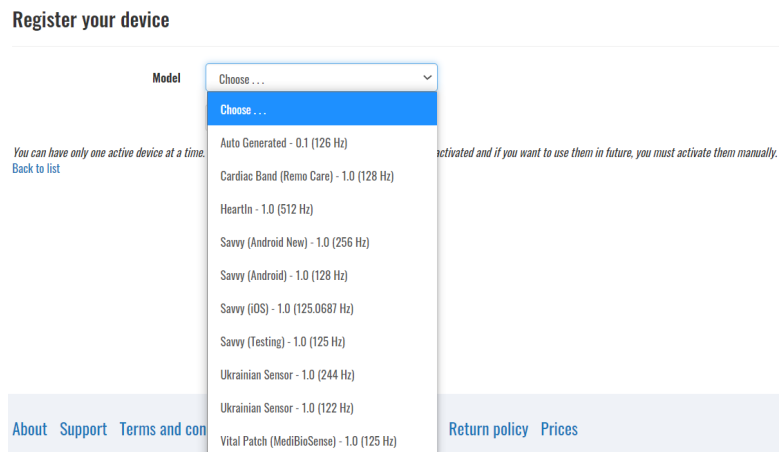 Register your device
Model
Choose . . .
Choose . . .
Auto Generated - 0.1 (126 Hz)
Cardiac Band (Remo Care) - 1.0 (128 Hz)
HeartIn - 1.0 (512 Hz)
Savvy (Android New) - 1.0 (256 Hz)
Savvy (Android) - 1.0 (128 Hz)
Savvy (iOS) - 1.0 (125.0687 Hz)
Savvy (Testing) - 1.0 (125 Hz)
Ukrainian Sensor - 1.0 (244 Hz)
Ukrainian Sensor - 1.0 (122 Hz)
Vital Patch (MediBioSense) - 1.0 (125 Hz)
You can have only one active device at a time. activated and if you want to use them in future, you must activate them manually.
Back to list
About Support Terms and con Return policy Prices